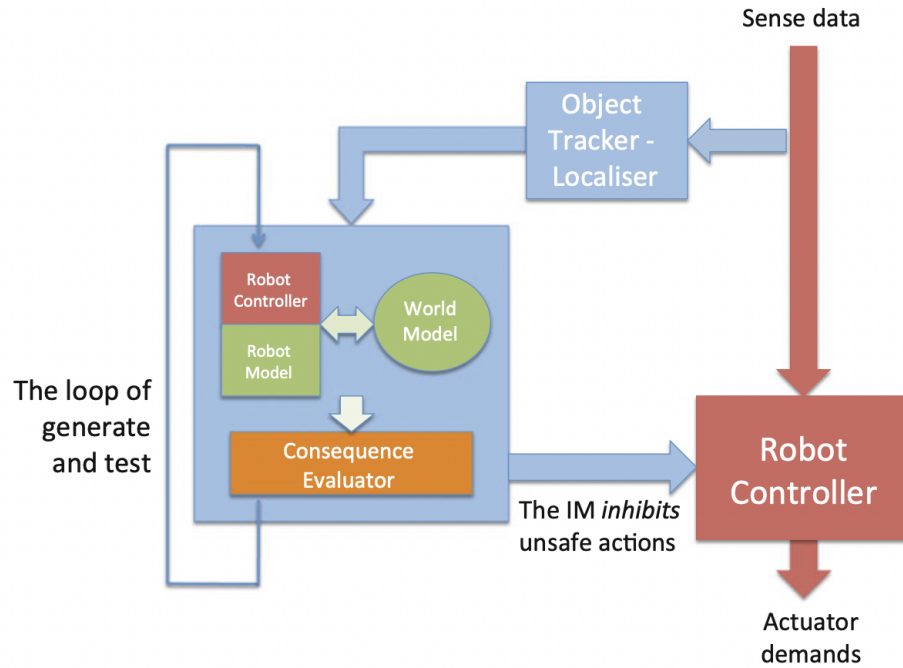 Sense data
Object
Tracker -
Localiser
Robot
Controller
Robot
Model
World
Model
The loop of
generate
and test
Consequence
Evaluator
The IM inhibits
unsafe actions
Robot
Controller
Actuator
demands